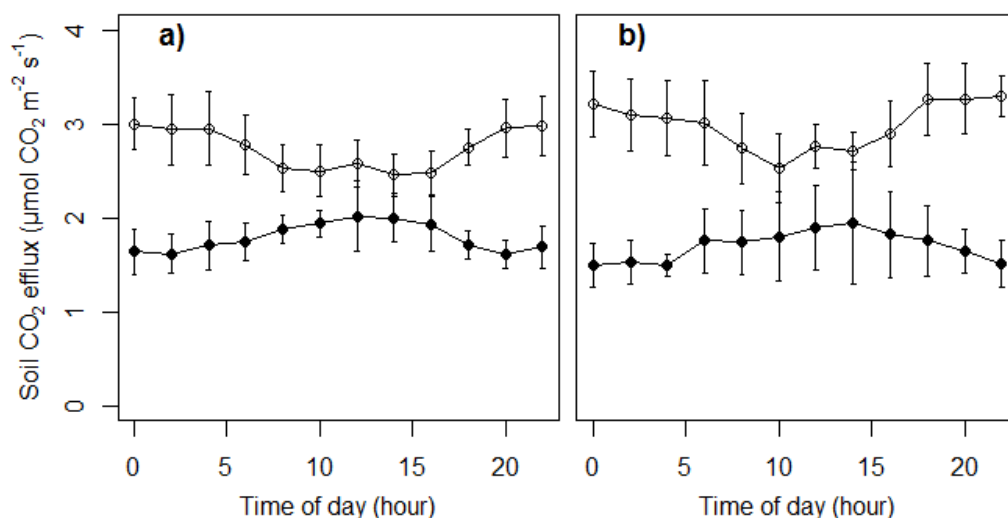 a)
b)
Soil CO₂ efflux (µmol CO₂ m⁻² s⁻¹)
4
3
2
1
0
0 5 10 15 20
0 5 10 15 20
Time of day (hour)
Time of day (hour)